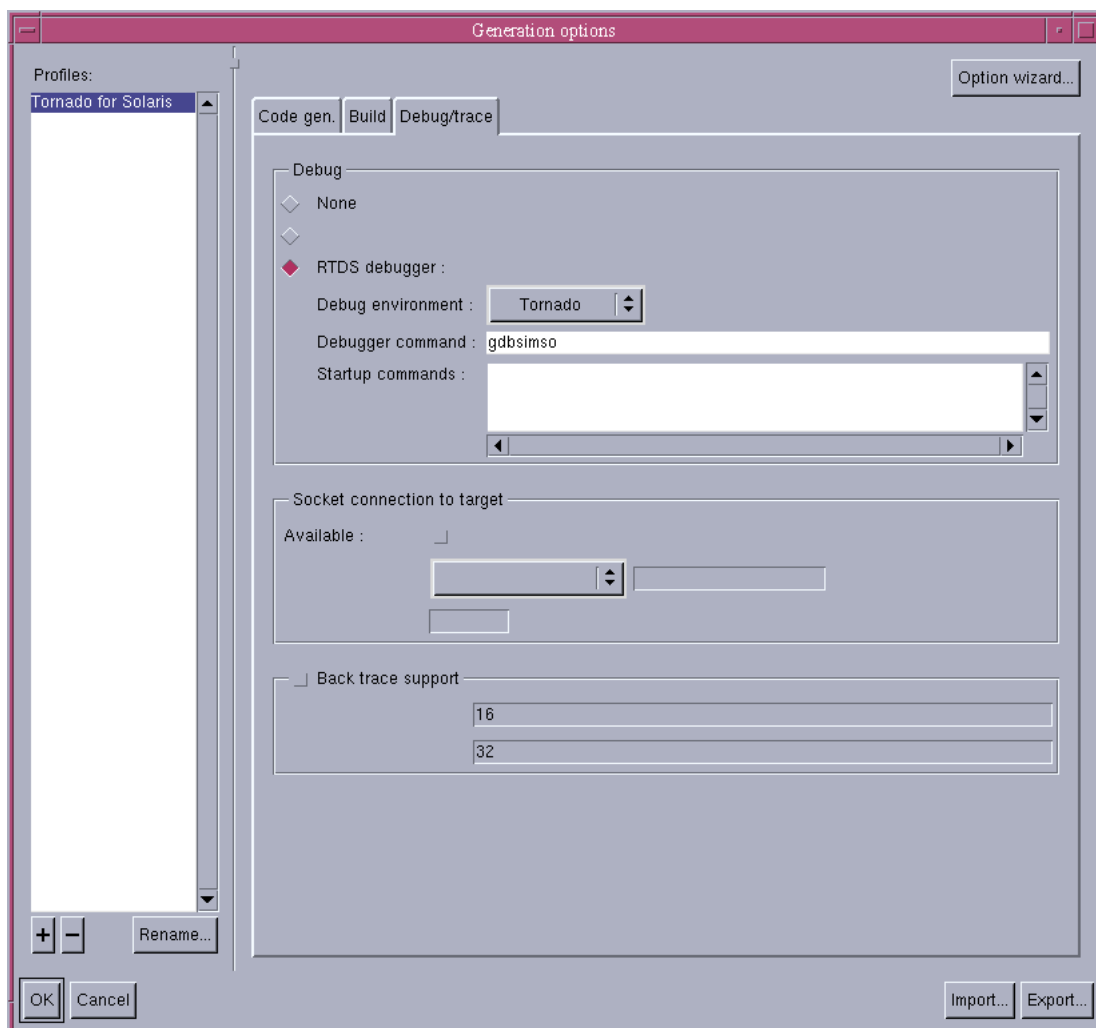 Generation options
Profiles:
Tornado for Solaris
Option wizard...
Code gen. Build Debug/trace
Debug
None
RTDS debugger :
Debug environment : Tornado
Debugger command : gdbsimso
Startup commands :
Socket connection to target
Available :
Back trace support
16
32
+ − Rename...
OK Cancel Import... Export...